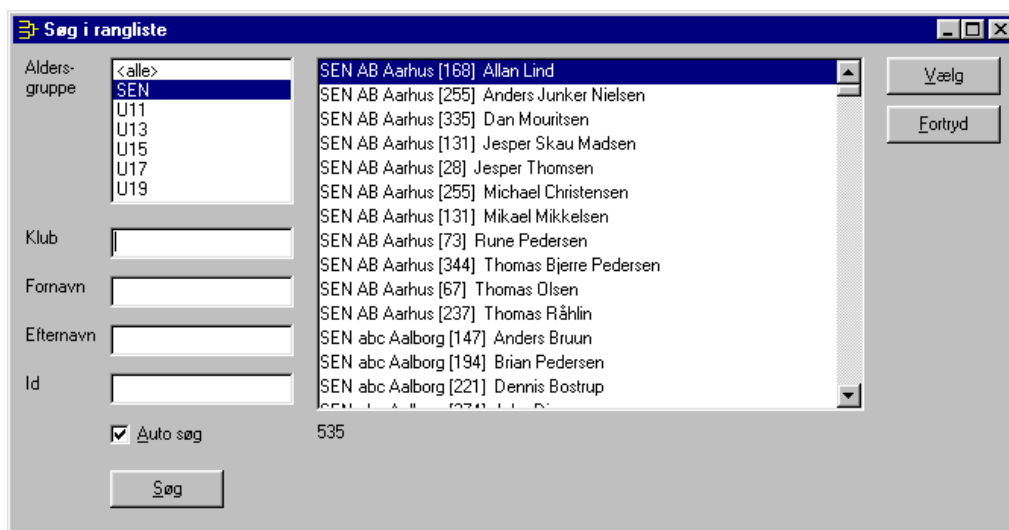 Søg i rangliste
Alders-
gruppe
<alle>
SEN
U11
U13
U15
U17
U19
Klub
Fornavn
Efternavn
Id
Auto søg
Søg
SEN AB Aarhus [168] Allan Lind
SEN AB Aarhus [255] Anders Junker Nielsen
SEN AB Aarhus [335] Dan Mouritsen
SEN AB Aarhus [131] Jesper Skau Madsen
SEN AB Aarhus [28] Jesper Thomsen
SEN AB Aarhus [255] Michael Christensen
SEN AB Aarhus [131] Mikael Mikkelsen
SEN AB Aarhus [73] Rune Pedersen
SEN AB Aarhus [344] Thomas Bjerre Pedersen
SEN AB Aarhus [67] Thomas Olsen
SEN AB Aarhus [237] Thomas Råhlin
SEN abc Aalborg [147] Anders Bruun
SEN abc Aalborg [194] Brian Pedersen
SEN abc Aalborg [221] Dennis Bostrup
535
Vælg
Fortryd